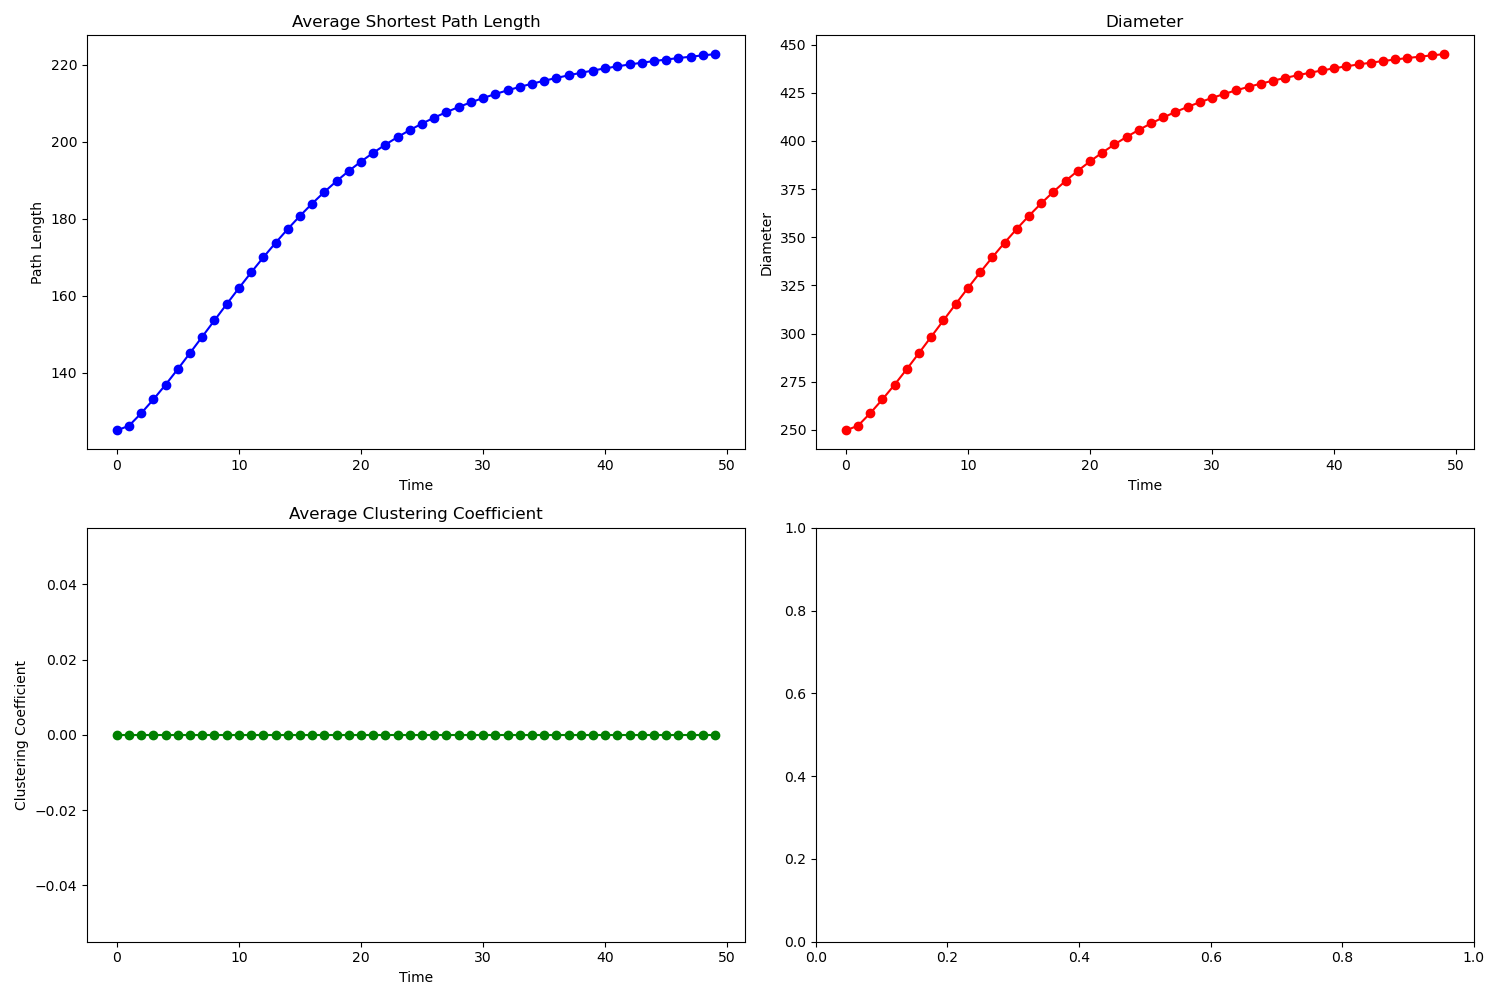 Average Shortest Path Length
Path Length
220
200
180
160
140
0 10 20 30 40 50
Time
Diameter
Diameter
450
425
400
375
350
325
300
275
250
0 10 20 30 40 50
Time
Average Clustering Coefficient
Clustering Coefficient
0.04
0.02
0.00
−0.02
−0.04
0 10 20 30 40 50
Time
1.0
0.8
0.6
0.4
0.2
0.0
0.0 0.2 0.4 0.6 0.8 1.0